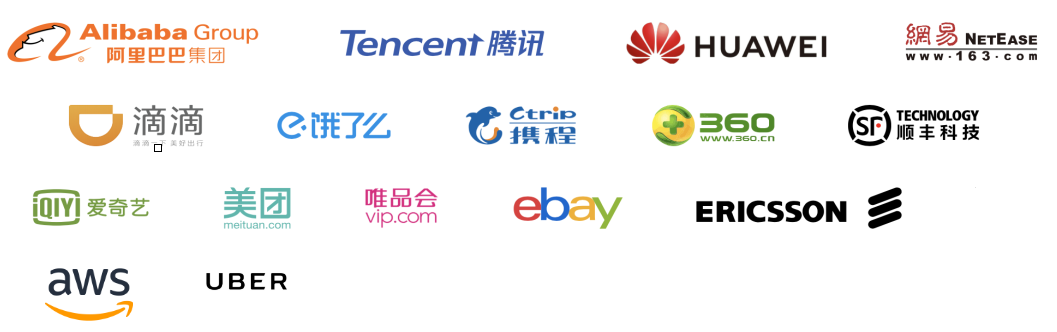 Alibaba Group
阿里巴巴集团
®
Tencent 腾讯
HUAWEI
網易 NETEASE
www.163.com
滴滴
滴滴一下 美好出行
饿了么
Ctrip
携程
360
www.360.cn
SF TECHNOLOGY
顺丰科技
iQIYI 爱奇艺
美团
meituan.com
唯品会
vip.com
ebay
ERICSSON
aws
UBER